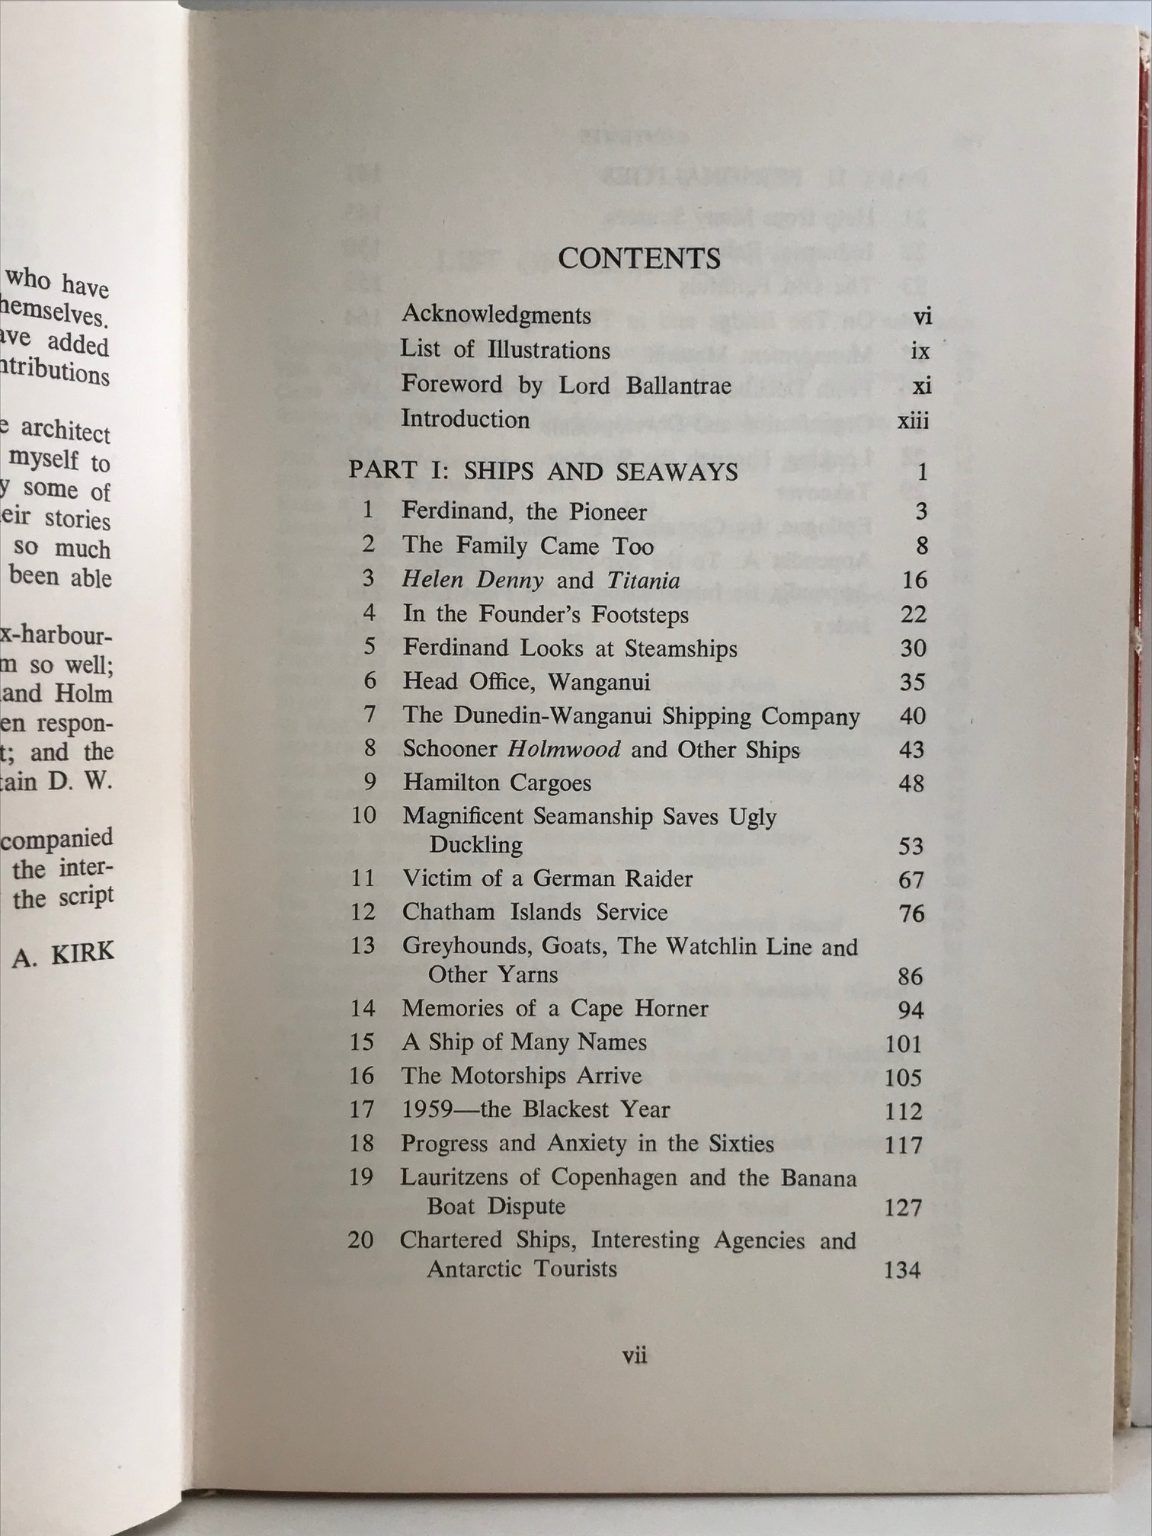 who have
hemselves.
ave added
ntributions
e architect
myself to
y some of
eir stories
so much
been able
x-harbour-
m so well;
and Holm
en respon-
t; and the
tain D. W.
companied
the inter-
the script
A. KIRK
CONTENTS
Acknowledgments vi
List of Illustrations ix
Foreword by Lord Ballantrae xi
Introduction xiii
PART I: SHIPS AND SEAWAYS 1
1 Ferdinand, the Pioneer 3
2 The Family Came Too 8
3 Helen Denny and Titania 16
4 In the Founder's Footsteps 22
5 Ferdinand Looks at Steamships 30
6 Head Office, Wanganui 35
7 The Dunedin-Wanganui Shipping Company 40
8 Schooner Holmwood and Other Ships 43
9 Hamilton Cargoes 48
10 Magnificent Seamanship Saves Ugly
Duckling 53
11 Victim of a German Raider 67
12 Chatham Islands Service 76
13 Greyhounds, Goats, The Watchlin Line and
Other Yarns 86
14 Memories of a Cape Horner 94
15 A Ship of Many Names 101
16 The Motorships Arrive 105
17 1959—the Blackest Year 112
18 Progress and Anxiety in the Sixties 117
19 Lauritzens of Copenhagen and the Banana
Boat Dispute 127
20 Chartered Ships, Interesting Agencies and
Antarctic Tourists 134
vii